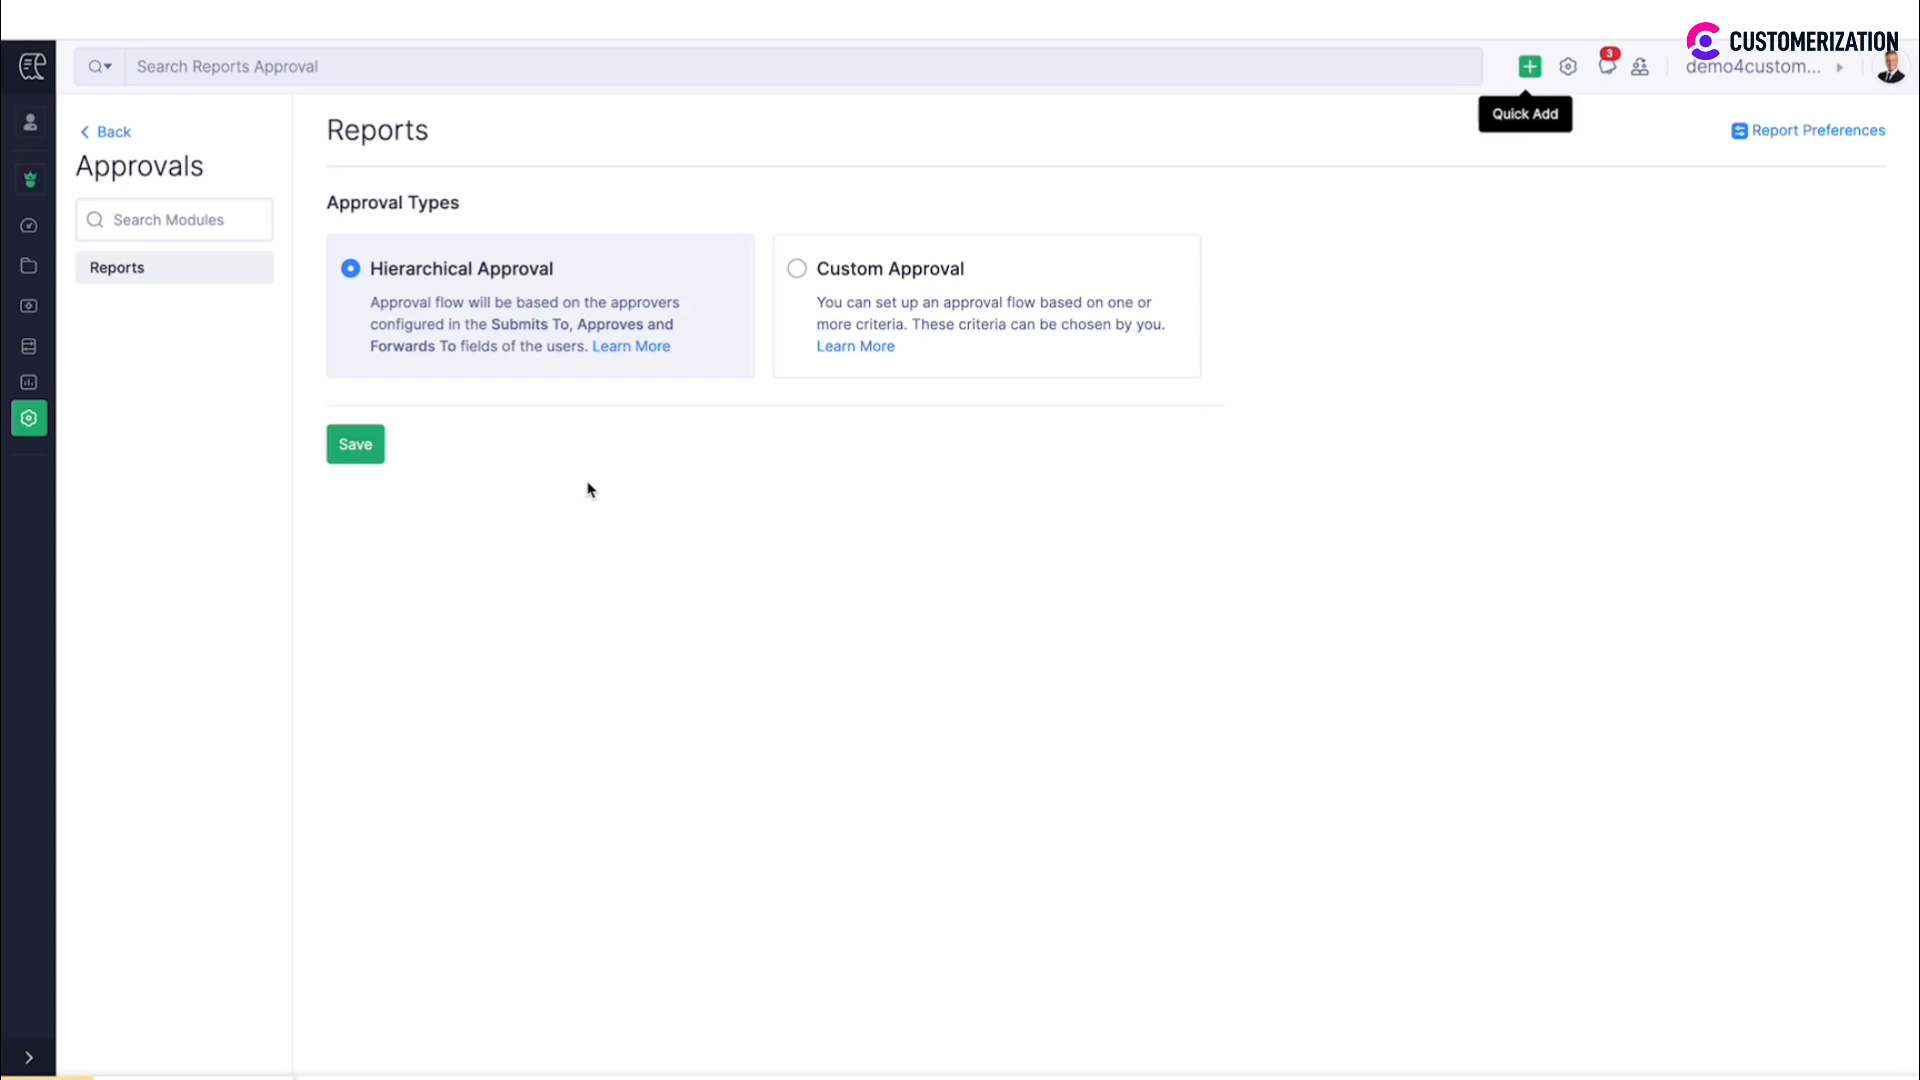 CUSTOMERIZATION
Search Reports Approval
3
demo4custom...
Quick Add
Back
Approvals
Search Modules
Reports
Reports
Report Preferences
Approval Types
Hierarchical Approval
Approval flow will be based on the approvers
configured in the Submits To, Approves and
Forwards To fields of the users. Learn More
Custom Approval
You can set up an approval flow based on one or
more criteria. These criteria can be chosen by you.
Learn More
Save